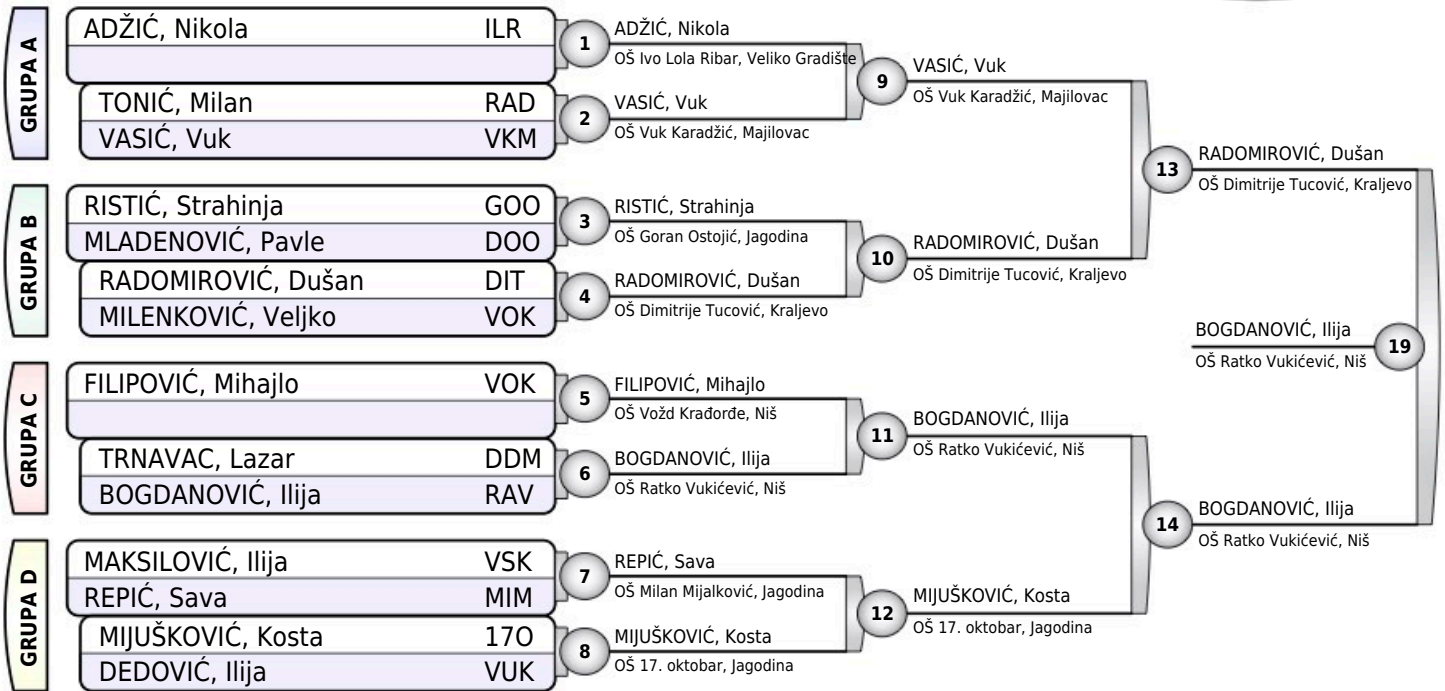 GRUPA A
ADŽIĆ, Nikola ILR
TONIĆ, Milan RAD
VASIĆ, Vuk VKM
GRUPA B
RISTIĆ, Strahinja GOO
MLADENOVIĆ, Pavle DOO
RADOMIROVIĆ, Dušan DIT
MILENKOVIĆ, Veljko VOK
GRUPA C
FILIPOVIĆ, Mihajlo VOK
TRNAVAC, Lazar DDM
BOGDANOVIĆ, Ilija RAV
GRUPA D
MAKSILOVIĆ, Ilija VSK
REPIĆ, Sava MIM
MIJUŠKOVIĆ, Kosta 17O
DEDOVIĆ, Ilija VUK
1 ADŽIĆ, Nikola
OŠ Ivo Lola Ribar, Veliko Gradište
2 VASIĆ, Vuk
OŠ Vuk Karadžić, Majilovac
3 RISTIĆ, Strahinja
OŠ Goran Ostojić, Jagodina
4 RADOMIROVIĆ, Dušan
OŠ Dimitrije Tucović, Kraljevo
5 FILIPOVIĆ, Mihajlo
OŠ Vožd Krađorđe, Niš
6 BOGDANOVIĆ, Ilija
OŠ Ratko Vukićević, Niš
7 REPIĆ, Sava
OŠ Milan Mijalković, Jagodina
8 MIJUŠKOVIĆ, Kosta
OŠ 17. oktobar, Jagodina
9 VASIĆ, Vuk
OŠ Vuk Karadžić, Majilovac
10 RADOMIROVIĆ, Dušan
OŠ Dimitrije Tucović, Kraljevo
11 BOGDANOVIĆ, Ilija
OŠ Ratko Vukićević, Niš
12 MIJUŠKOVIĆ, Kosta
OŠ 17. oktobar, Jagodina
13 RADOMIROVIĆ, Dušan
OŠ Dimitrije Tucović, Kraljevo
14 BOGDANOVIĆ, Ilija
OŠ Ratko Vukićević, Niš
BOGDANOVIĆ, Ilija 19
OŠ Ratko Vukićević, Niš